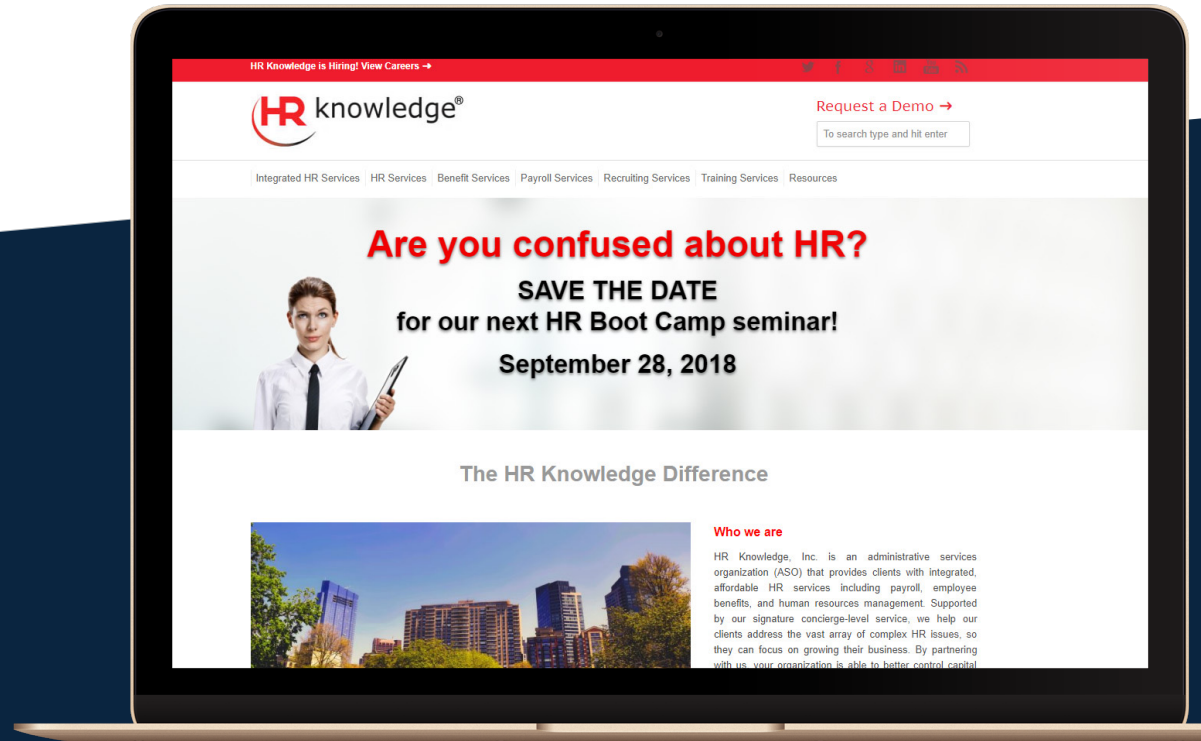 HR Knowledge is Hiring! View Careers →
HR knowledge®
Request a Demo →
To search type and hit enter
Integrated HR Services HR Services Benefit Services Payroll Services Recruiting Services Training Services Resources
Are you confused about HR?
SAVE THE DATE
for our next HR Boot Camp seminar!
September 28, 2018
The HR Knowledge Difference
Who we are
HR Knowledge, Inc. is an administrative services
organization (ASO) that provides clients with integrated,
affordable HR services including payroll, employee
benefits, and human resources management. Supported
by our signature concierge-level service, we help our
clients address the vast array of complex HR issues, so
they can focus on growing their business. By partnering
with us, your organization is able to better control capital